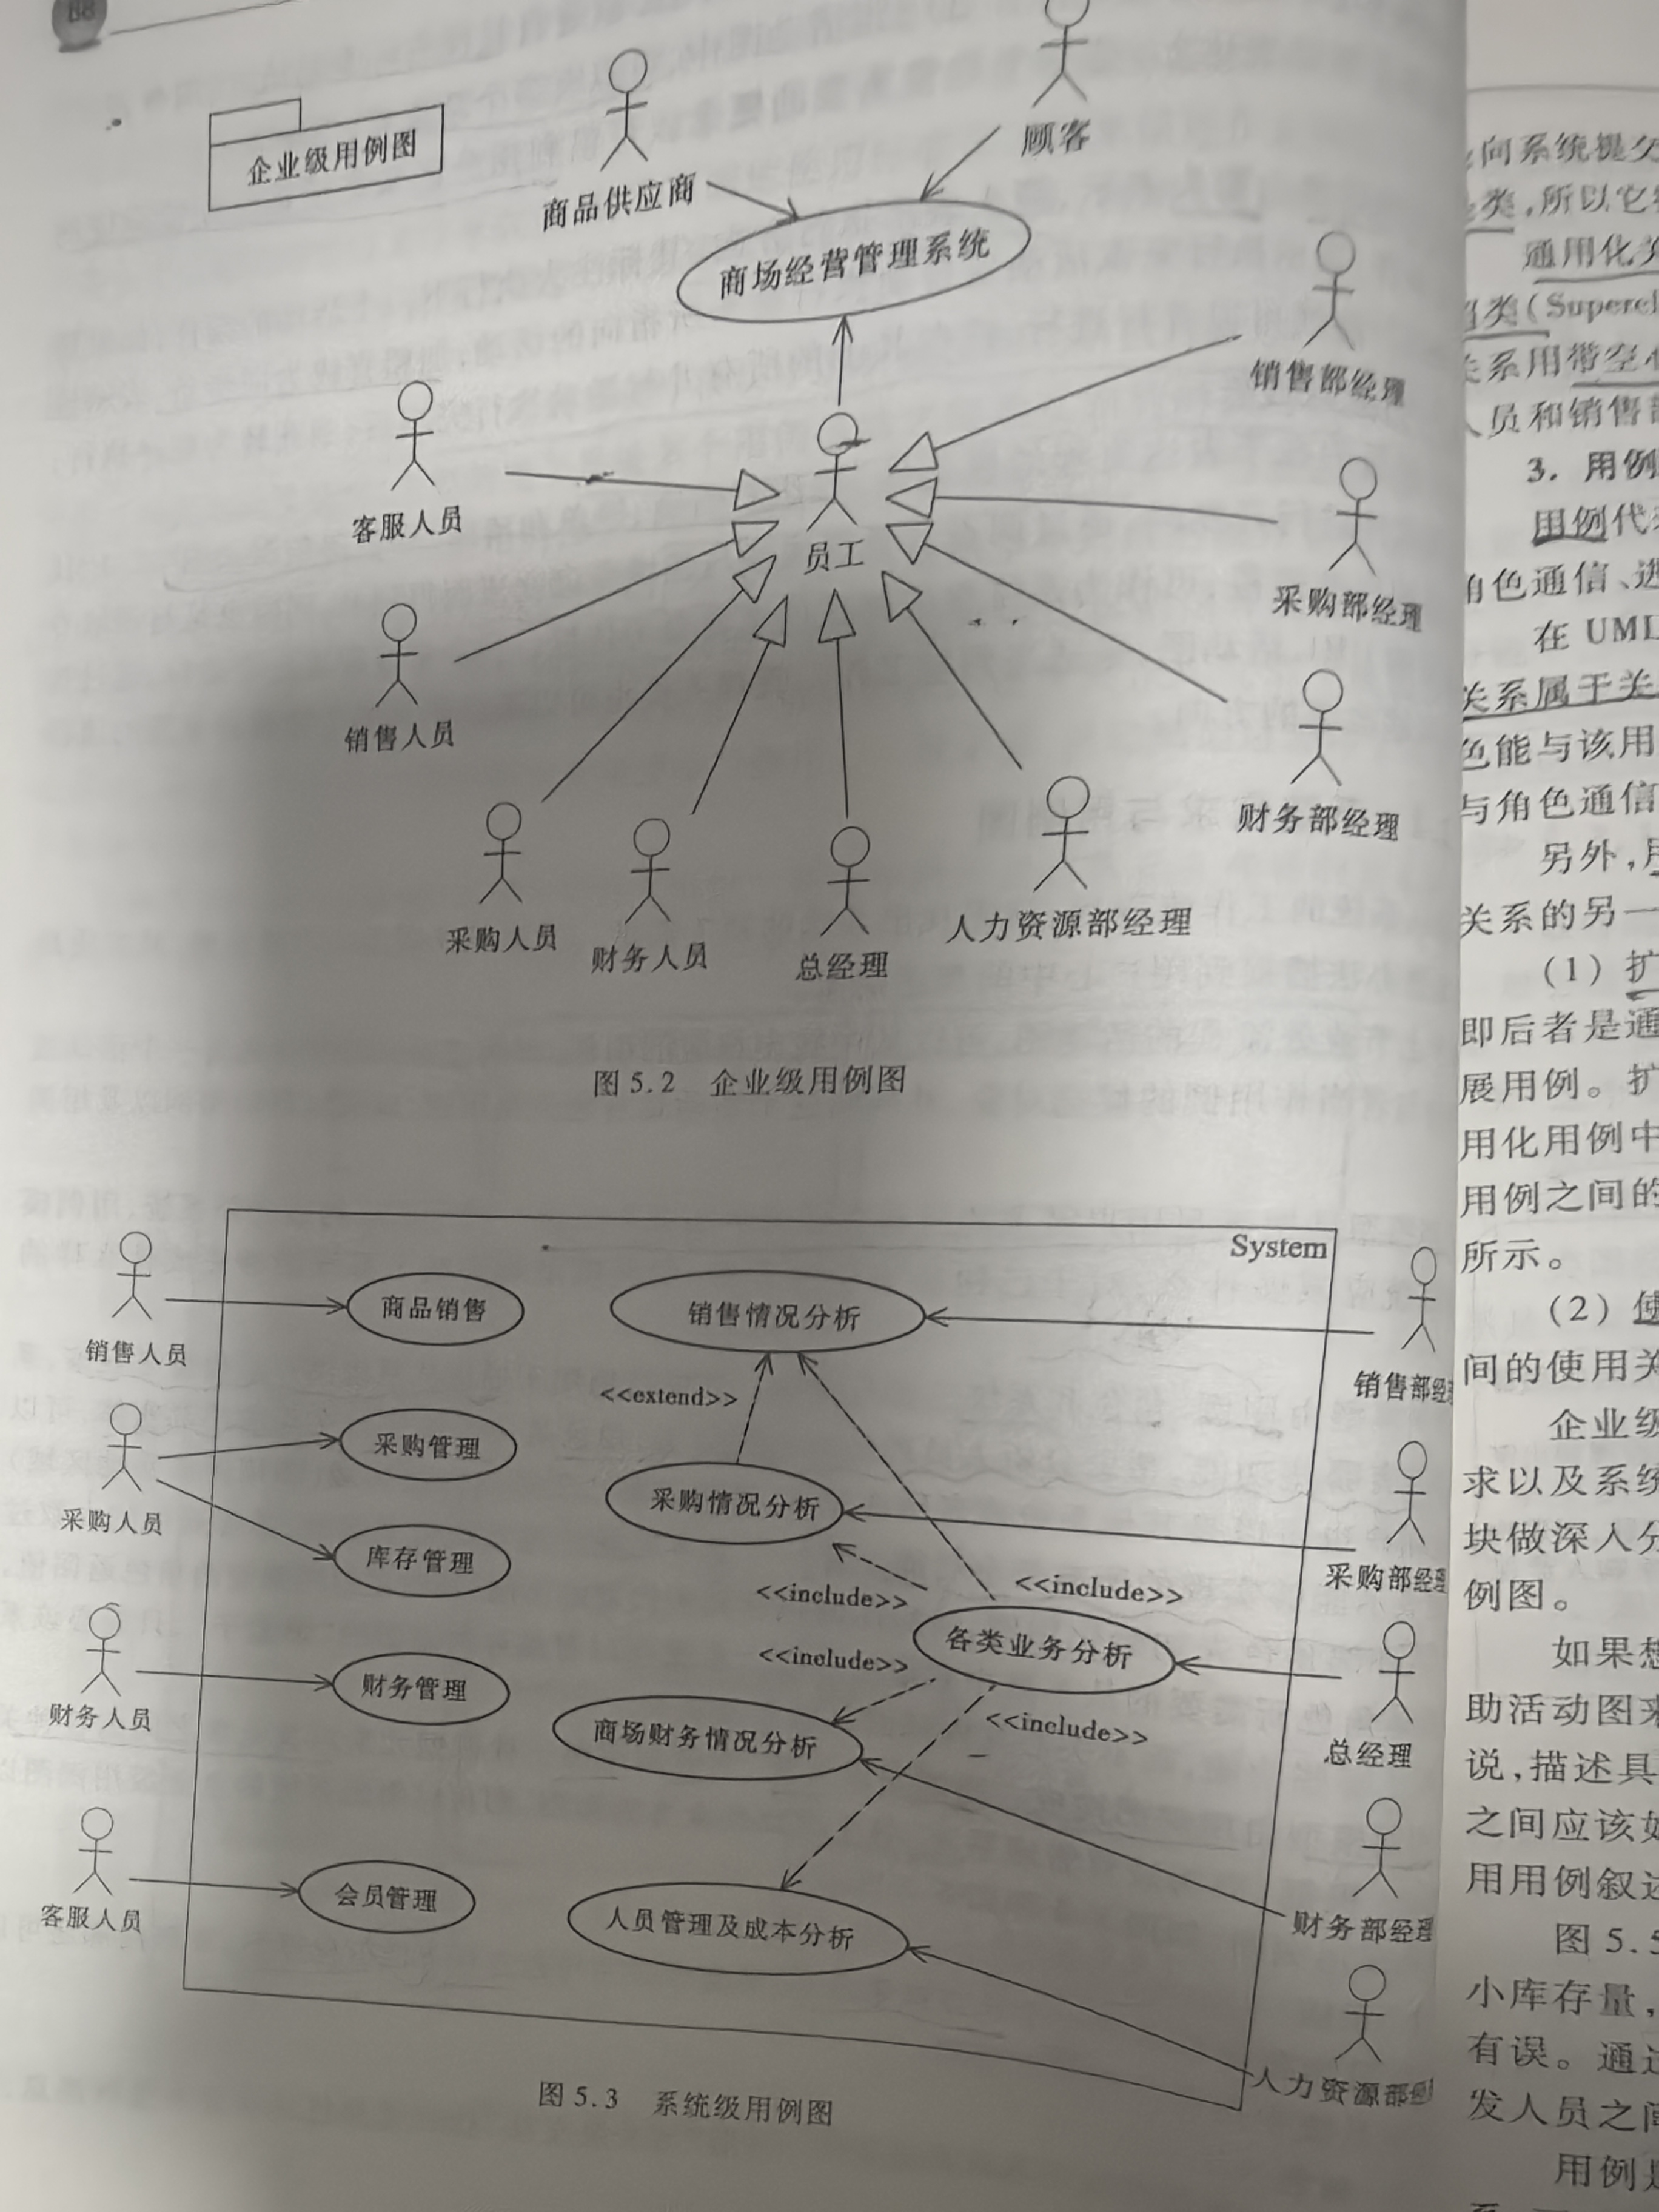 88
企业级用例图
商品供应商
顾客
商场经营管理系统
销售部经理
客服人员
员工
采购部经理
销售人员
财务部经理
采购人员
财务人员
总经理
人力资源部经理
图 5.2 企业级用例图
System
销售人员
商品销售
销售情况分析
销售部经
<<extend>>
采购人员
采购管理
采购情况分析
采购部经理
库存管理
<<include>>
<<include>>
各类业务分析
<<include>>
财务人员
财务管理
商场财务情况分析
<<include>>
总经理
客服人员
会员管理
人员管理及成本分析
财务部经理
人力资源部
图 5.3 系统级用例图
向系统提交
类,所以它
通用化关
类(Supercl
系用带空
人员和销售
3. 用例
用例代
角色通信、
在 UML
关系属于关
色能与该用
与角色通信
另外,
关系的另一
(1) 扩
即后者是通
展用例。扩
用化用例中
用例之间的
所示。
(2) 使
间的使用关
企业级
求以及系统
块做深入分
例图。
如果想
助活动图来
说,描述具
之间应该如
用用例叙述
图 5.5
小库存量,
有误。通过
发人员之间
用例是